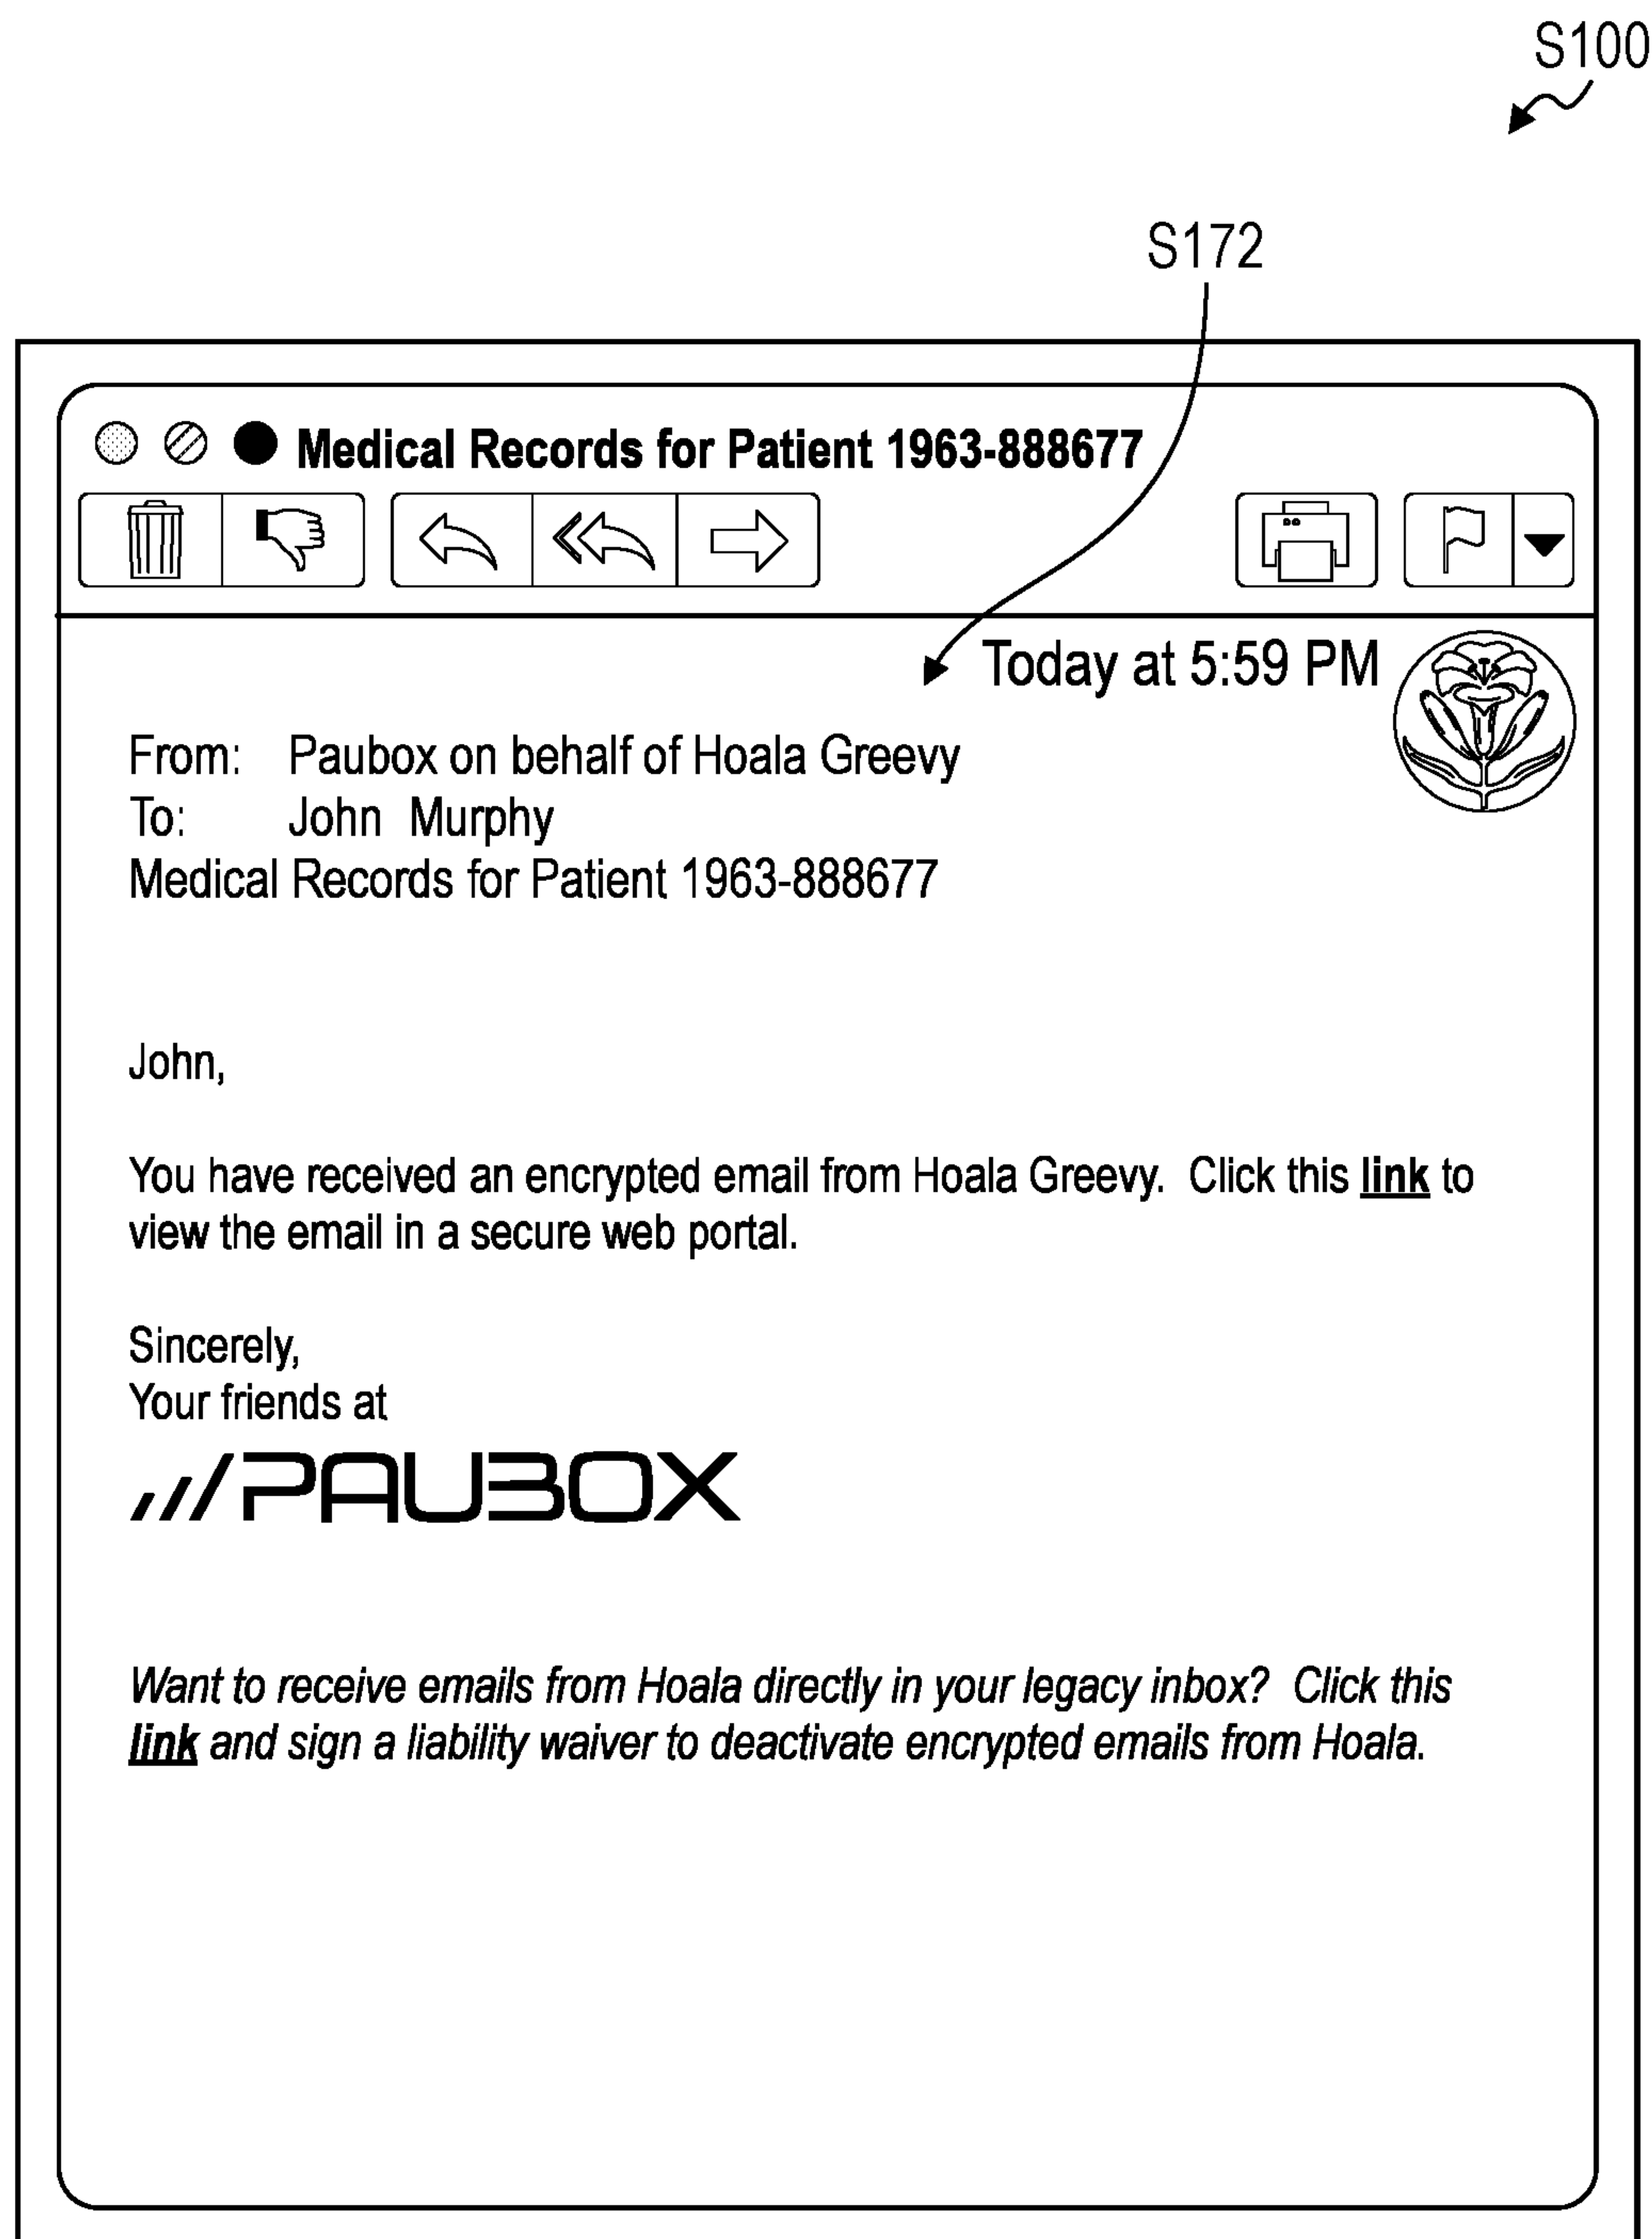 S100
S172
Medical Records for Patient 1963-888677
Today at 5:59 PM
From: Paubox on behalf of Hoala Greevy
To: John Murphy
Medical Records for Patient 1963-888677
John,
You have received an encrypted email from Hoala Greevy. Click this link to
view the email in a secure web portal.
Sincerely,
Your friends at
PAUBOX
Want to receive emails from Hoala directly in your legacy inbox? Click this
link and sign a liability waiver to deactivate encrypted emails from Hoala.